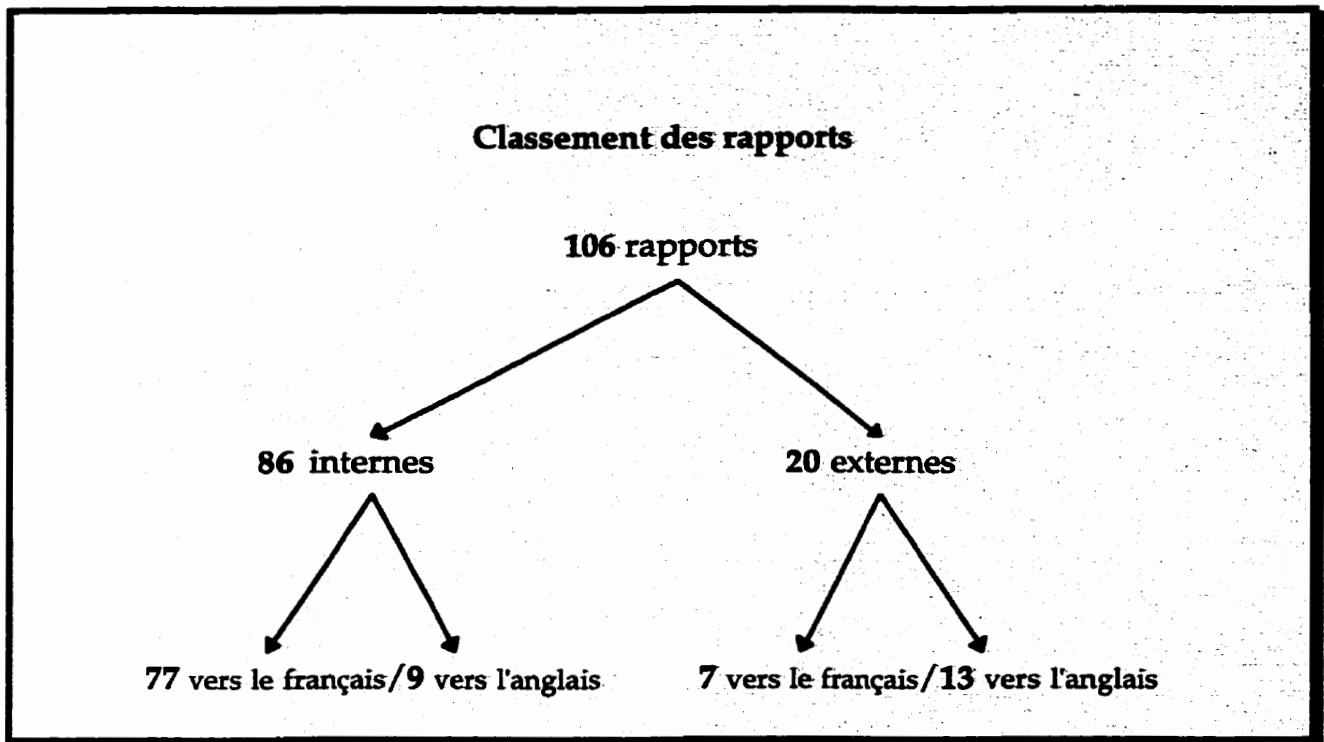 Classement des rapports
106 rapports
86 internes
20 externes
77 vers le français/9 vers l'anglais
7 vers le français/13 vers l'anglais